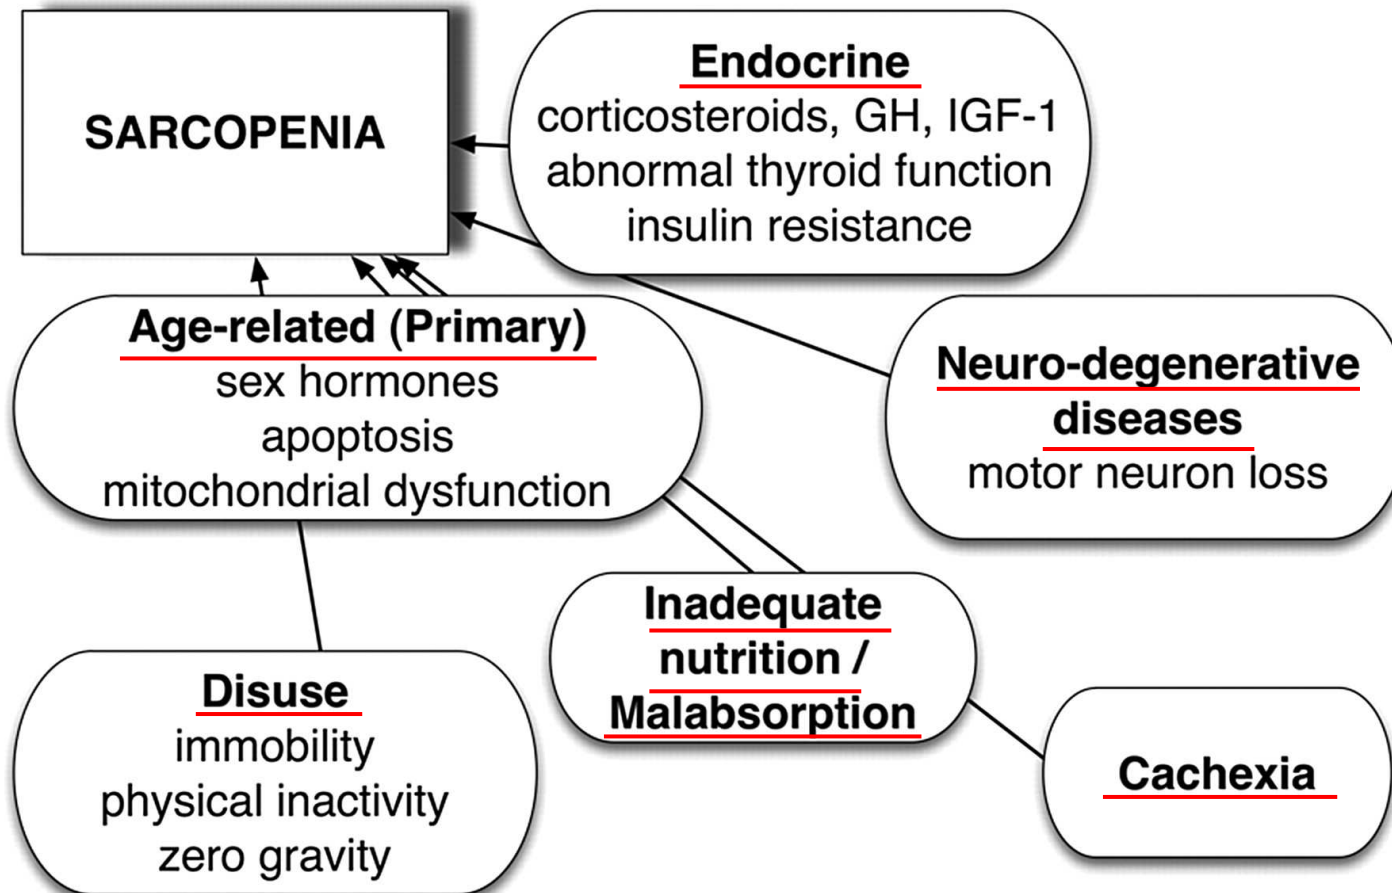 SARCOPENIA
Endocrine
corticosteroids, GH, IGF-1
abnormal thyroid function
insulin resistance
Age-related (Primary)
sex hormones
apoptosis
mitochondrial dysfunction
Neuro-degenerative
diseases
motor neuron loss
Inadequate
nutrition /
Malabsorption
Disuse
immobility
physical inactivity
zero gravity
Cachexia